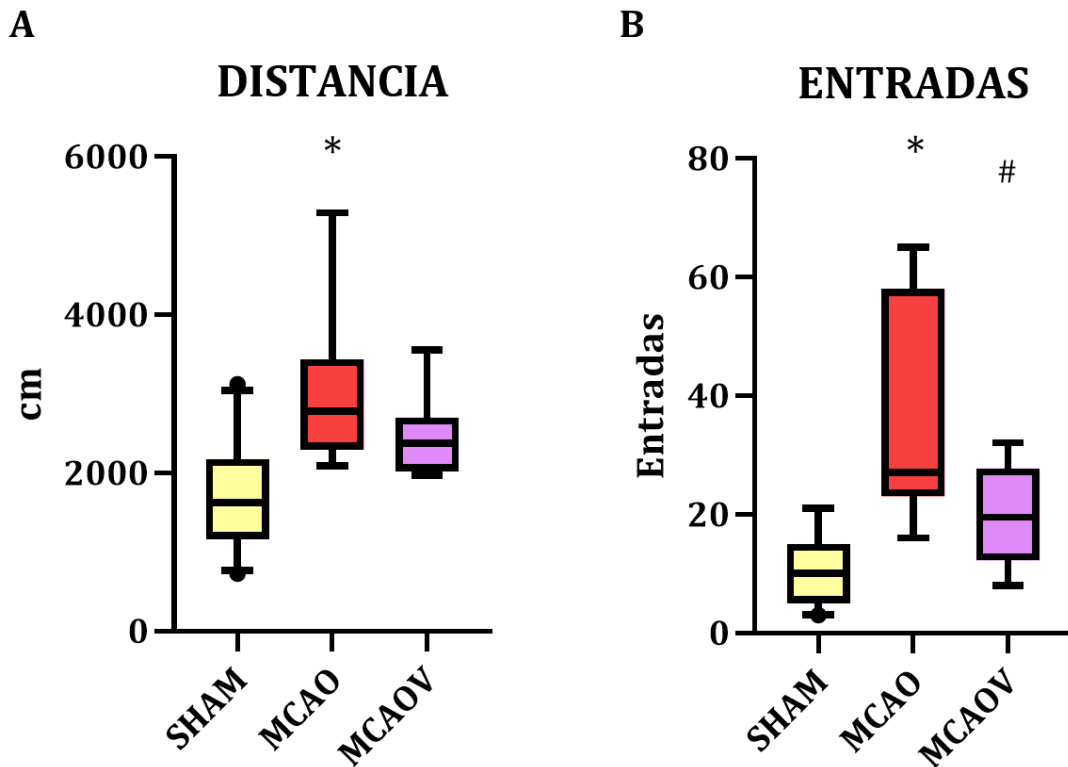 A
DISTANCIA
*
6000
4000
2000
0
cm
SHAM
MCAO
MCAOV
B
ENTRADAS
*
#
80
60
40
20
0
Entradas
SHAM
MCAO
MCAOV